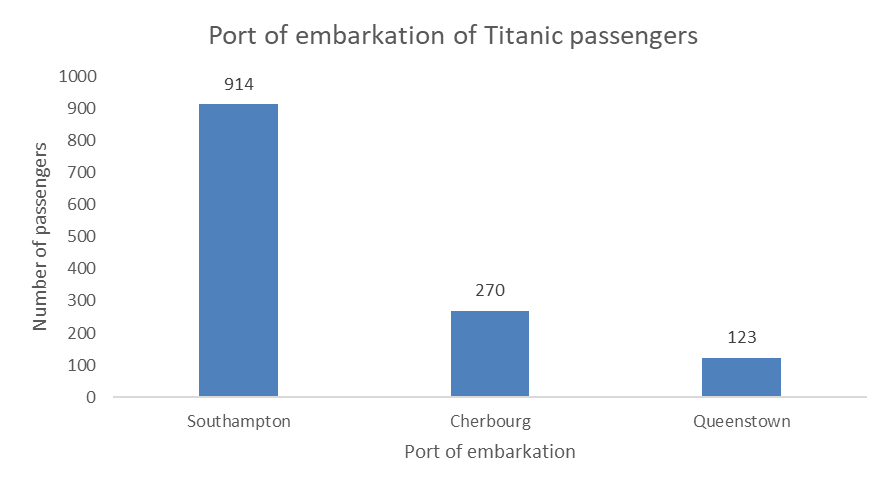 Port of embarkation of Titanic passengers
Number of passengers
1000
900
800
700
600
500
400
300
200
100
0
914
270
123
Southampton
Cherbourg
Queenstown
Port of embarkation